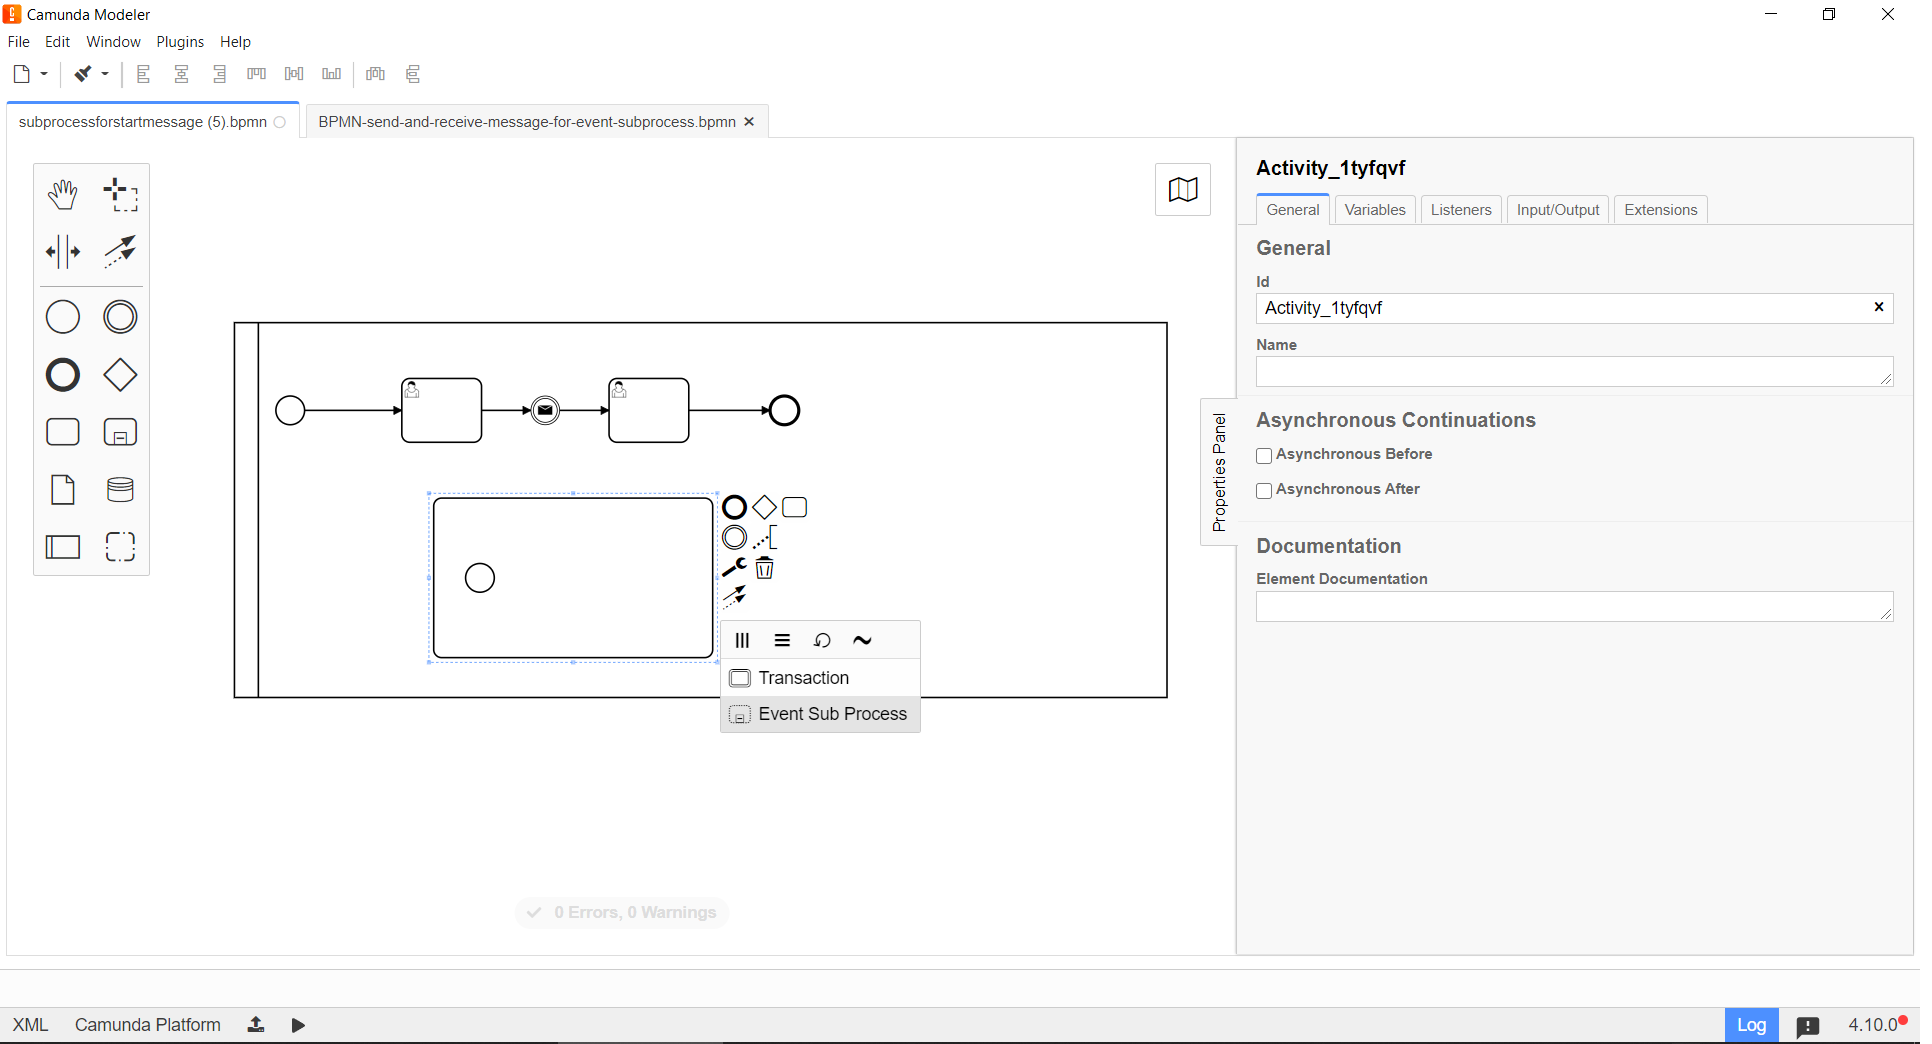 Camunda Modeler
File Edit Window Plugins Help
subprocessforstartmessage (5).bpmn
BPMN-send-and-receive-message-for-event-subprocess.bpmn
Activity_1tyfqvf
General Variables Listeners Input/Output Extensions
General
Id
Activity_1tyfqvf
Name
Asynchronous Continuations
Asynchronous Before
Asynchronous After
Properties Panel
Documentation
Element Documentation
Transaction
Event Sub Process
0 Errors, 0 Warnings
XML Camunda Platform
Log
4.10.0